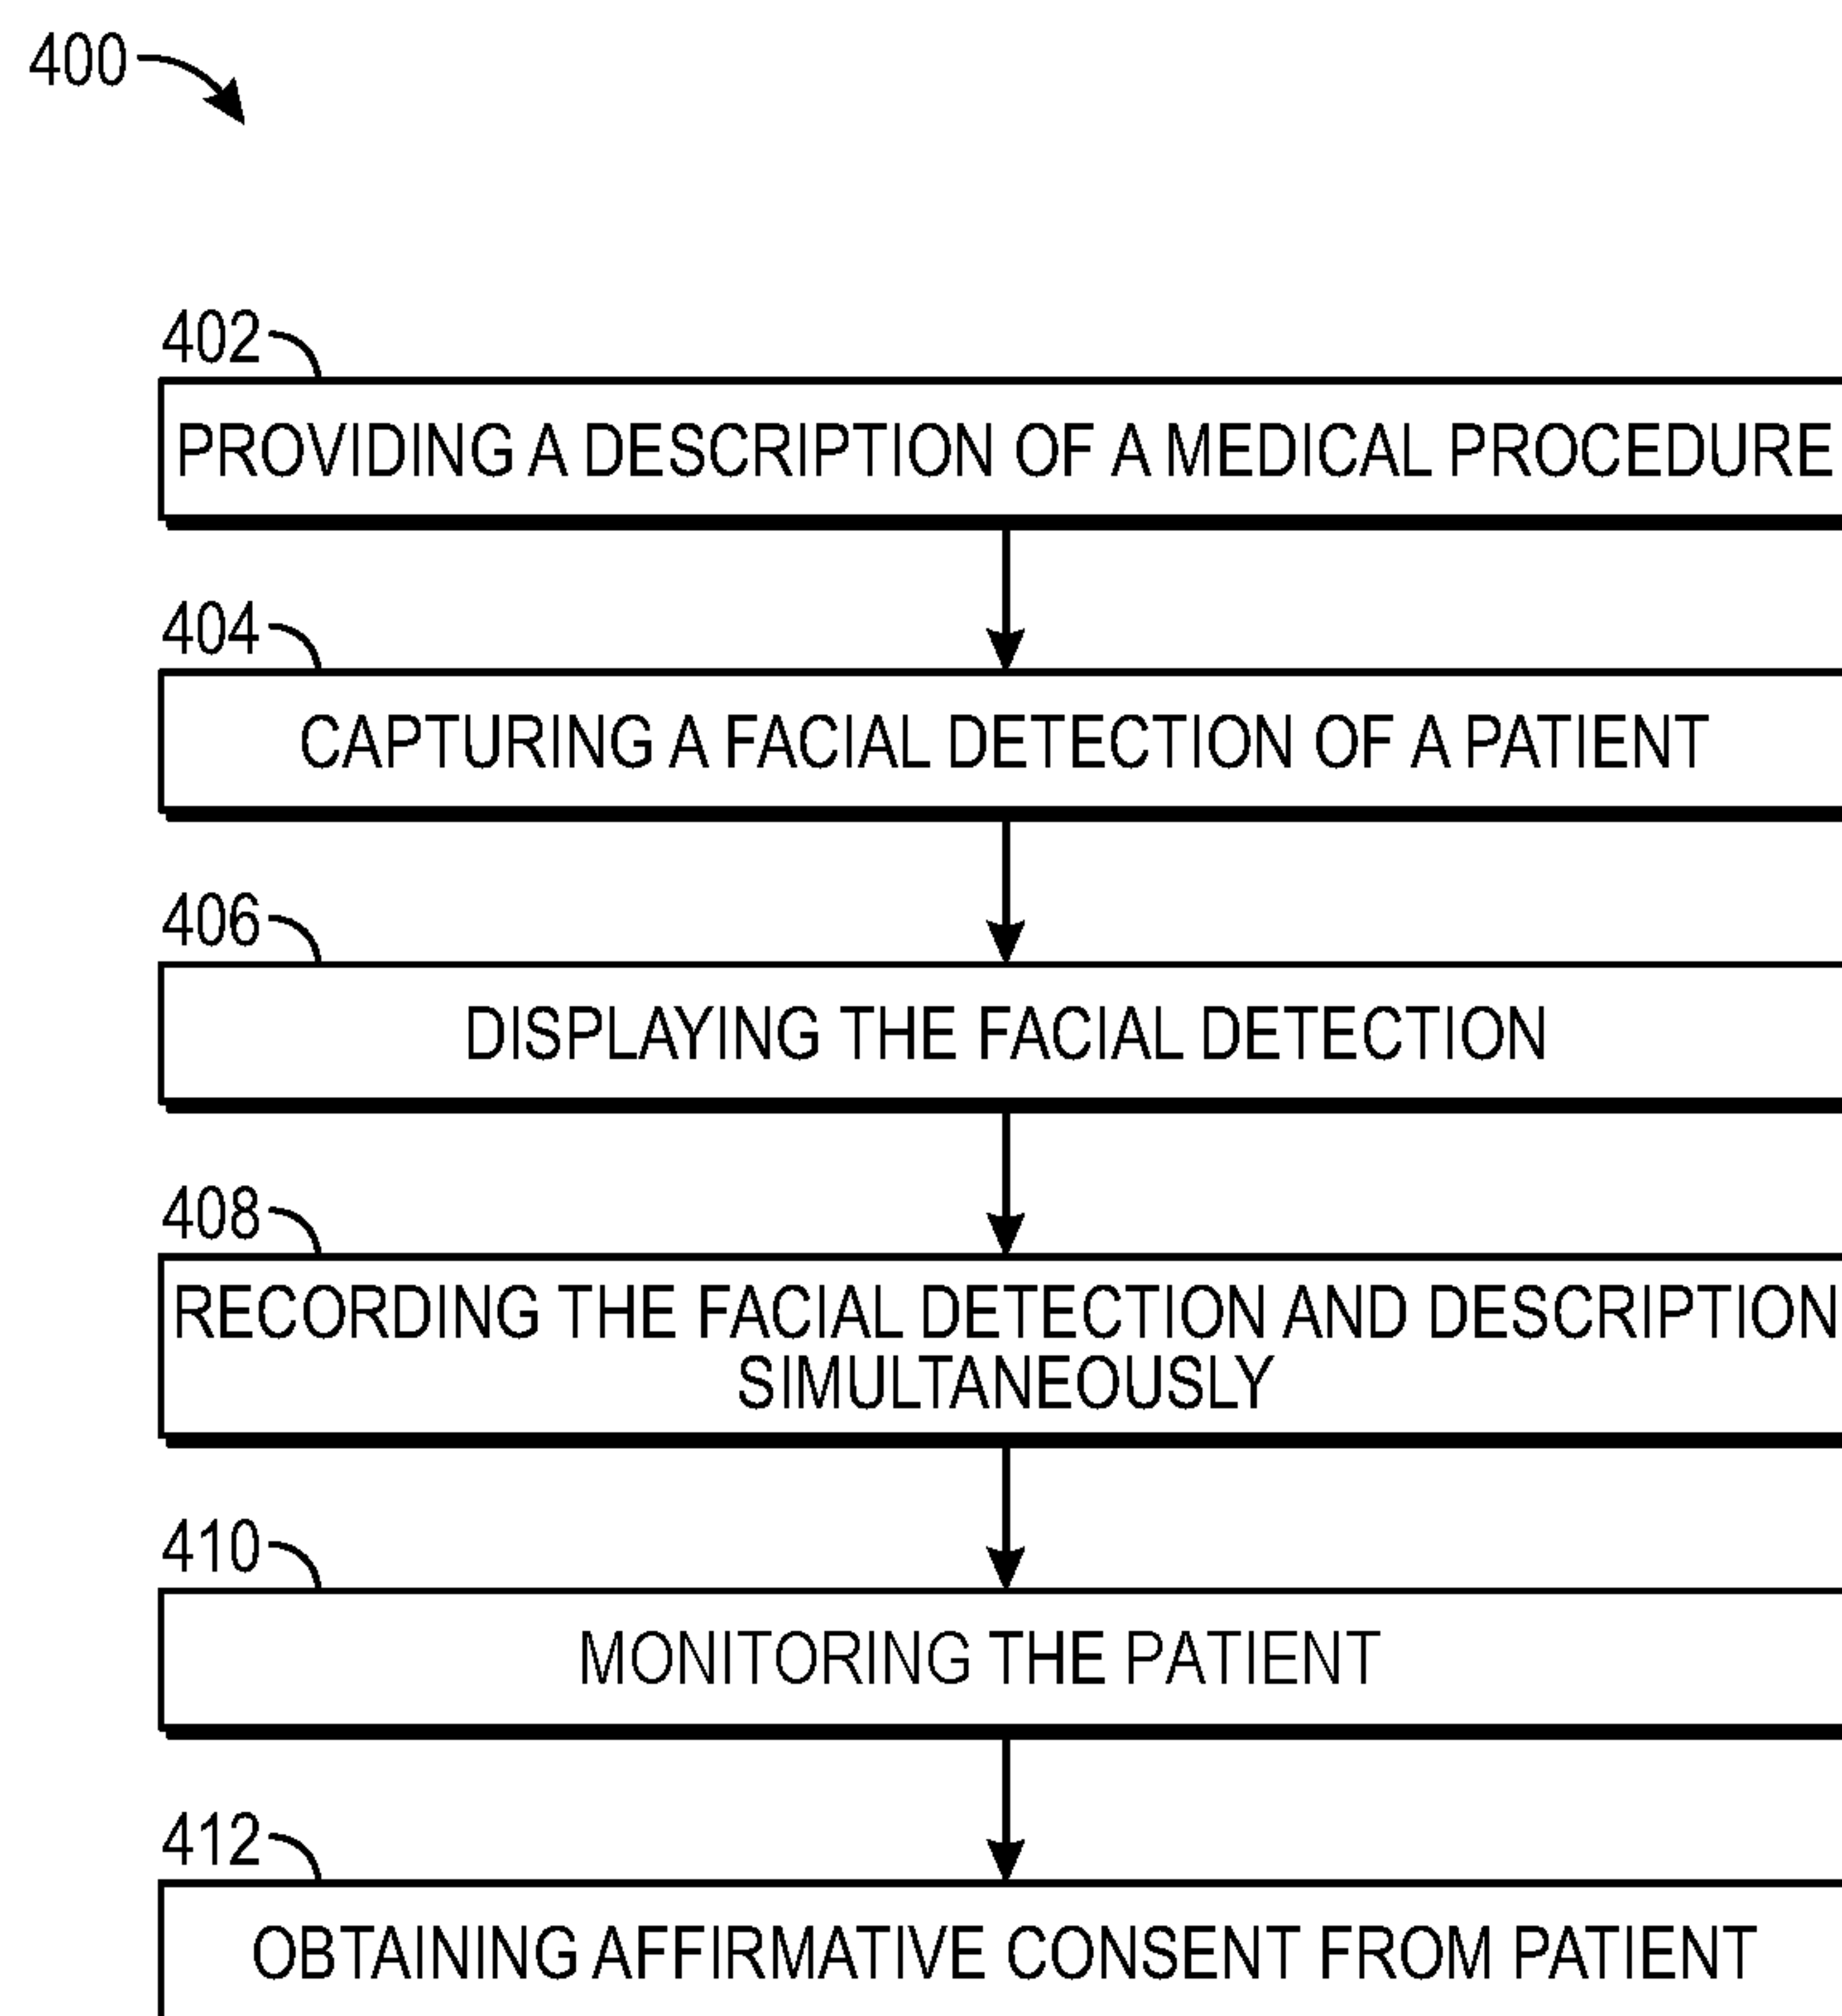 400
402
PROVIDING A DESCRIPTION OF A MEDICAL PROCEDURE
404
CAPTURING A FACIAL DETECTION OF A PATIENT
406
DISPLAYING THE FACIAL DETECTION
408
RECORDING THE FACIAL DETECTION AND DESCRIPTION
SIMULTANEOUSLY
410
MONITORING THE PATIENT
412
OBTAINING AFFIRMATIVE CONSENT FROM PATIENT